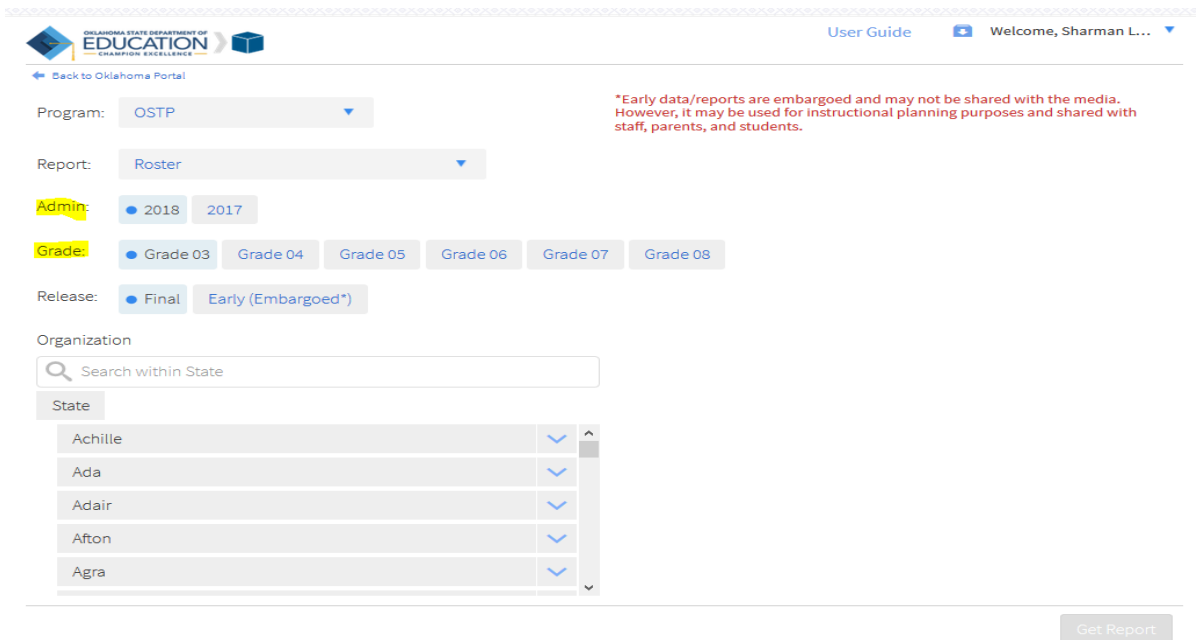 OKLAHOMA STATE DEPARTMENT OF
EDUCATION
CHAMPION EXCELLENCE
User Guide
Welcome, Sharman L...
Back to Oklahoma Portal
Program: OSTP
*Early data/reports are embargoed and may not be shared with the media.
However, it may be used for instructional planning purposes and shared with
staff, parents, and students.
Report: Roster
Admin: 2018 2017
Grade: Grade 03 Grade 04 Grade 05 Grade 06 Grade 07 Grade 08
Release: Final Early (Embargoed*)
Organization
Search within State
State
Achille
Ada
Adair
Afton
Agra
Get Report